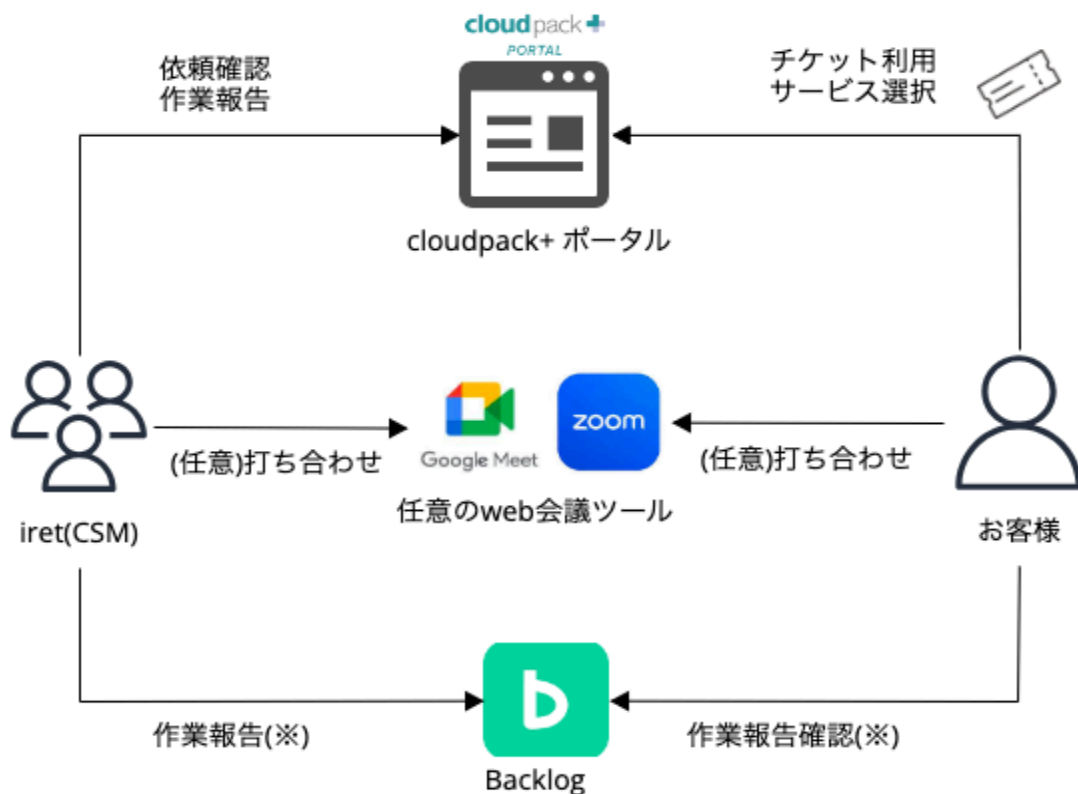 cloudpack+
PORTAL
依頼確認
作業報告
チケット利用
サービス選択
cloudpack+ ポータル
zoom
Google Meet
(任意)打ち合わせ
(任意)打ち合わせ
任意のweb会議ツール
iret(CSM)
お客様
b
作業報告(※)
作業報告確認(※)
Backlog